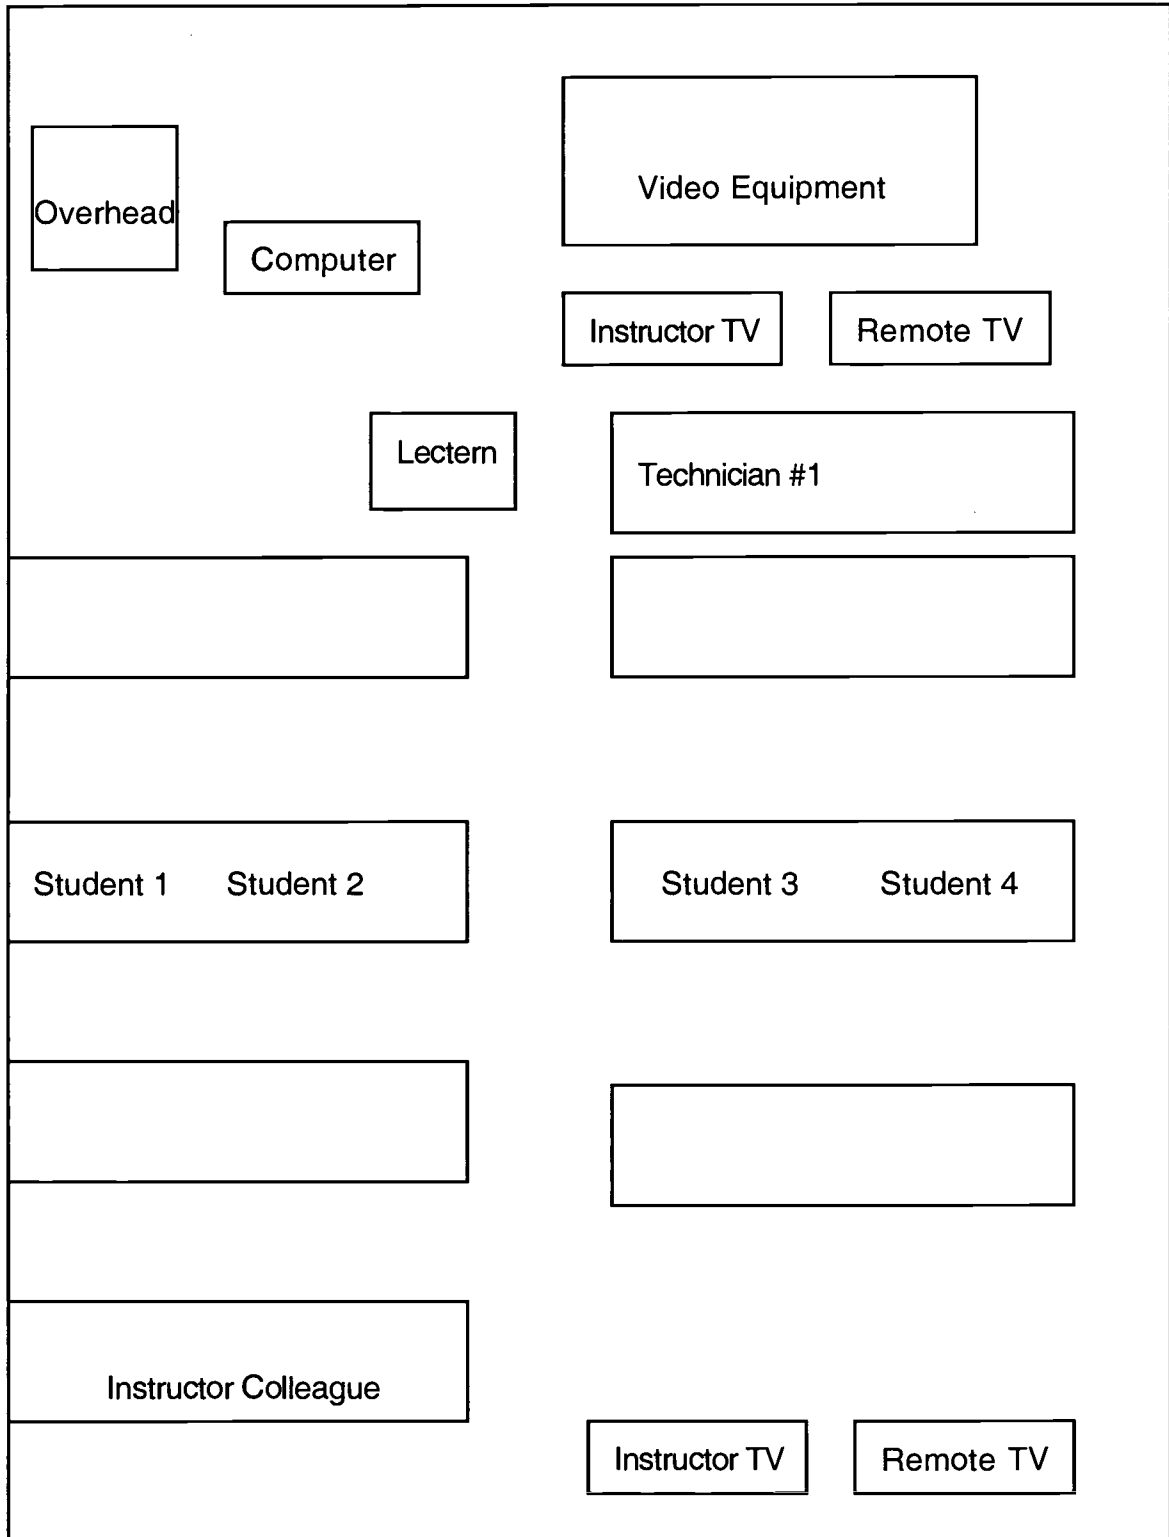 Video Equipment
Overhead
Computer
Instructor TV Remote TV
Lectern
Technician #1
Student 1 Student 2 Student 3 Student 4
Instructor Colleague
Instructor TV Remote TV